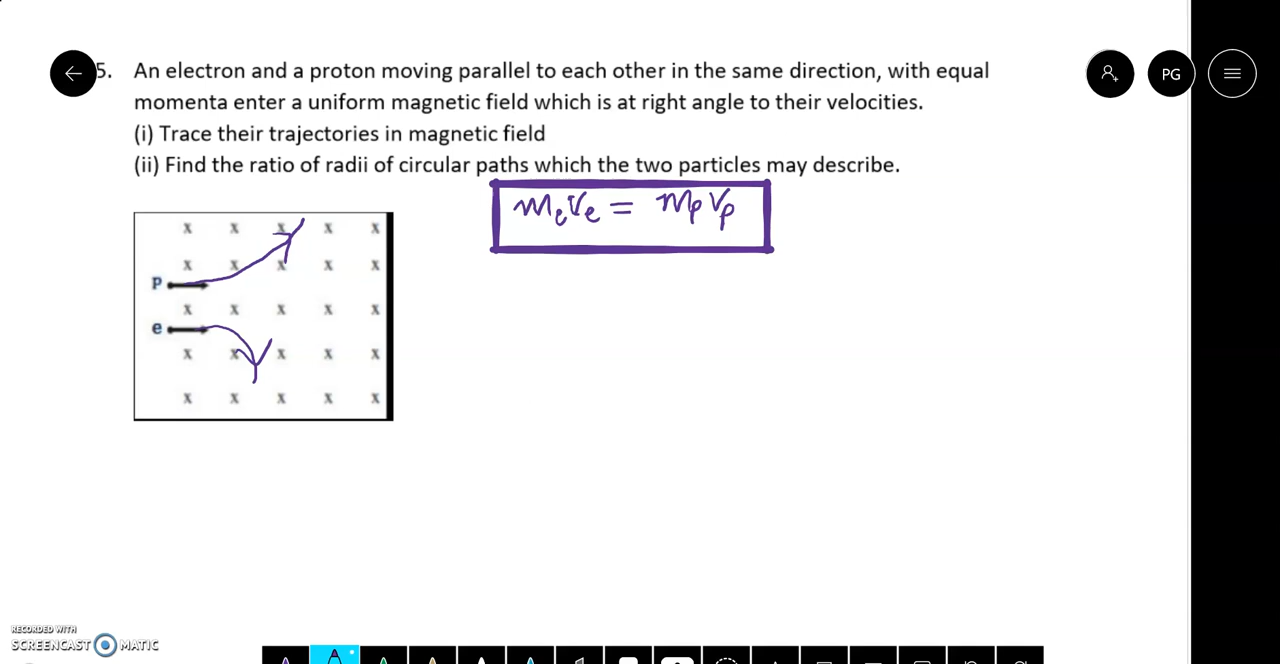 5. An electron and a proton moving parallel to each other in the same direction, with equal
momenta enter a uniform magnetic field which is at right angle to their velocities.
(i) Trace their trajectories in magnetic field
(ii) Find the ratio of radii of circular paths which the two particles may describe.
mₑvₑ = mₚvₚ
x x x x x
x x x x x
P
x x x x x
e
x x x x x
x x x x x
PG
RECORDED WITH
SCREENCAST MATIC